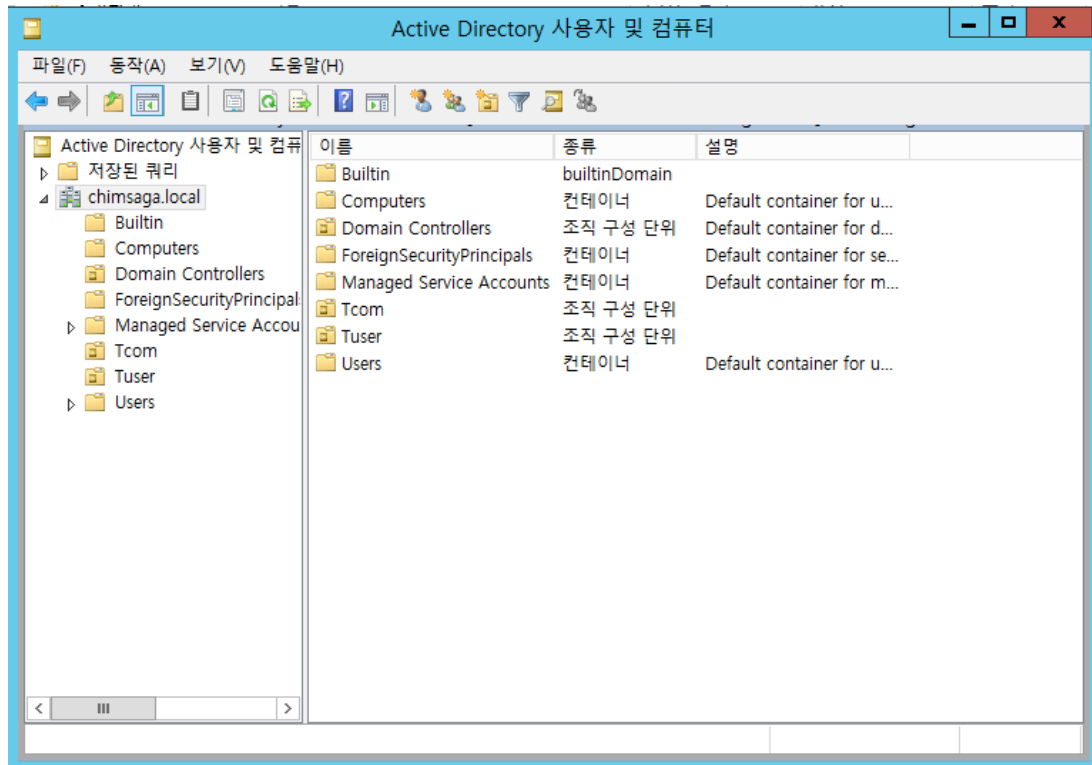 Active Directory 사용자 및 컴퓨터
파일(F) 동작(A) 보기(V) 도움말(H)
Active Directory 사용자 및 컴퓨
저장된 쿼리
chimsaga.local
Builtin
Computers
Domain Controllers
ForeignSecurityPrincipal
Managed Service Accou
Tcom
Tuser
Users
이름 종류 설명
Builtin builtinDomain
Computers 컨테이너 Default container for u...
Domain Controllers 조직 구성 단위 Default container for d...
ForeignSecurityPrincipals 컨테이너 Default container for se...
Managed Service Accounts 컨테이너 Default container for m...
Tcom 조직 구성 단위
Tuser 조직 구성 단위
Users 컨테이너 Default container for u...